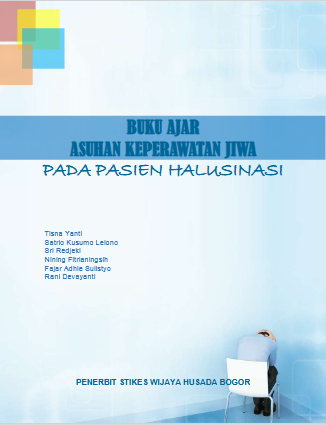 BUKU AJAR
ASUHAN KEPERAWATAN JIWA
PADA PASIEN HALUSINASI
Tisna Yanti
Satrio Kusumo Lelono
Sri Redjeki
Nining Fitrianingsih
Fajar Adhie Sulistyo
Rani Devayanti
PENERBIT STIKES WIJAYA HUSADA BOGOR